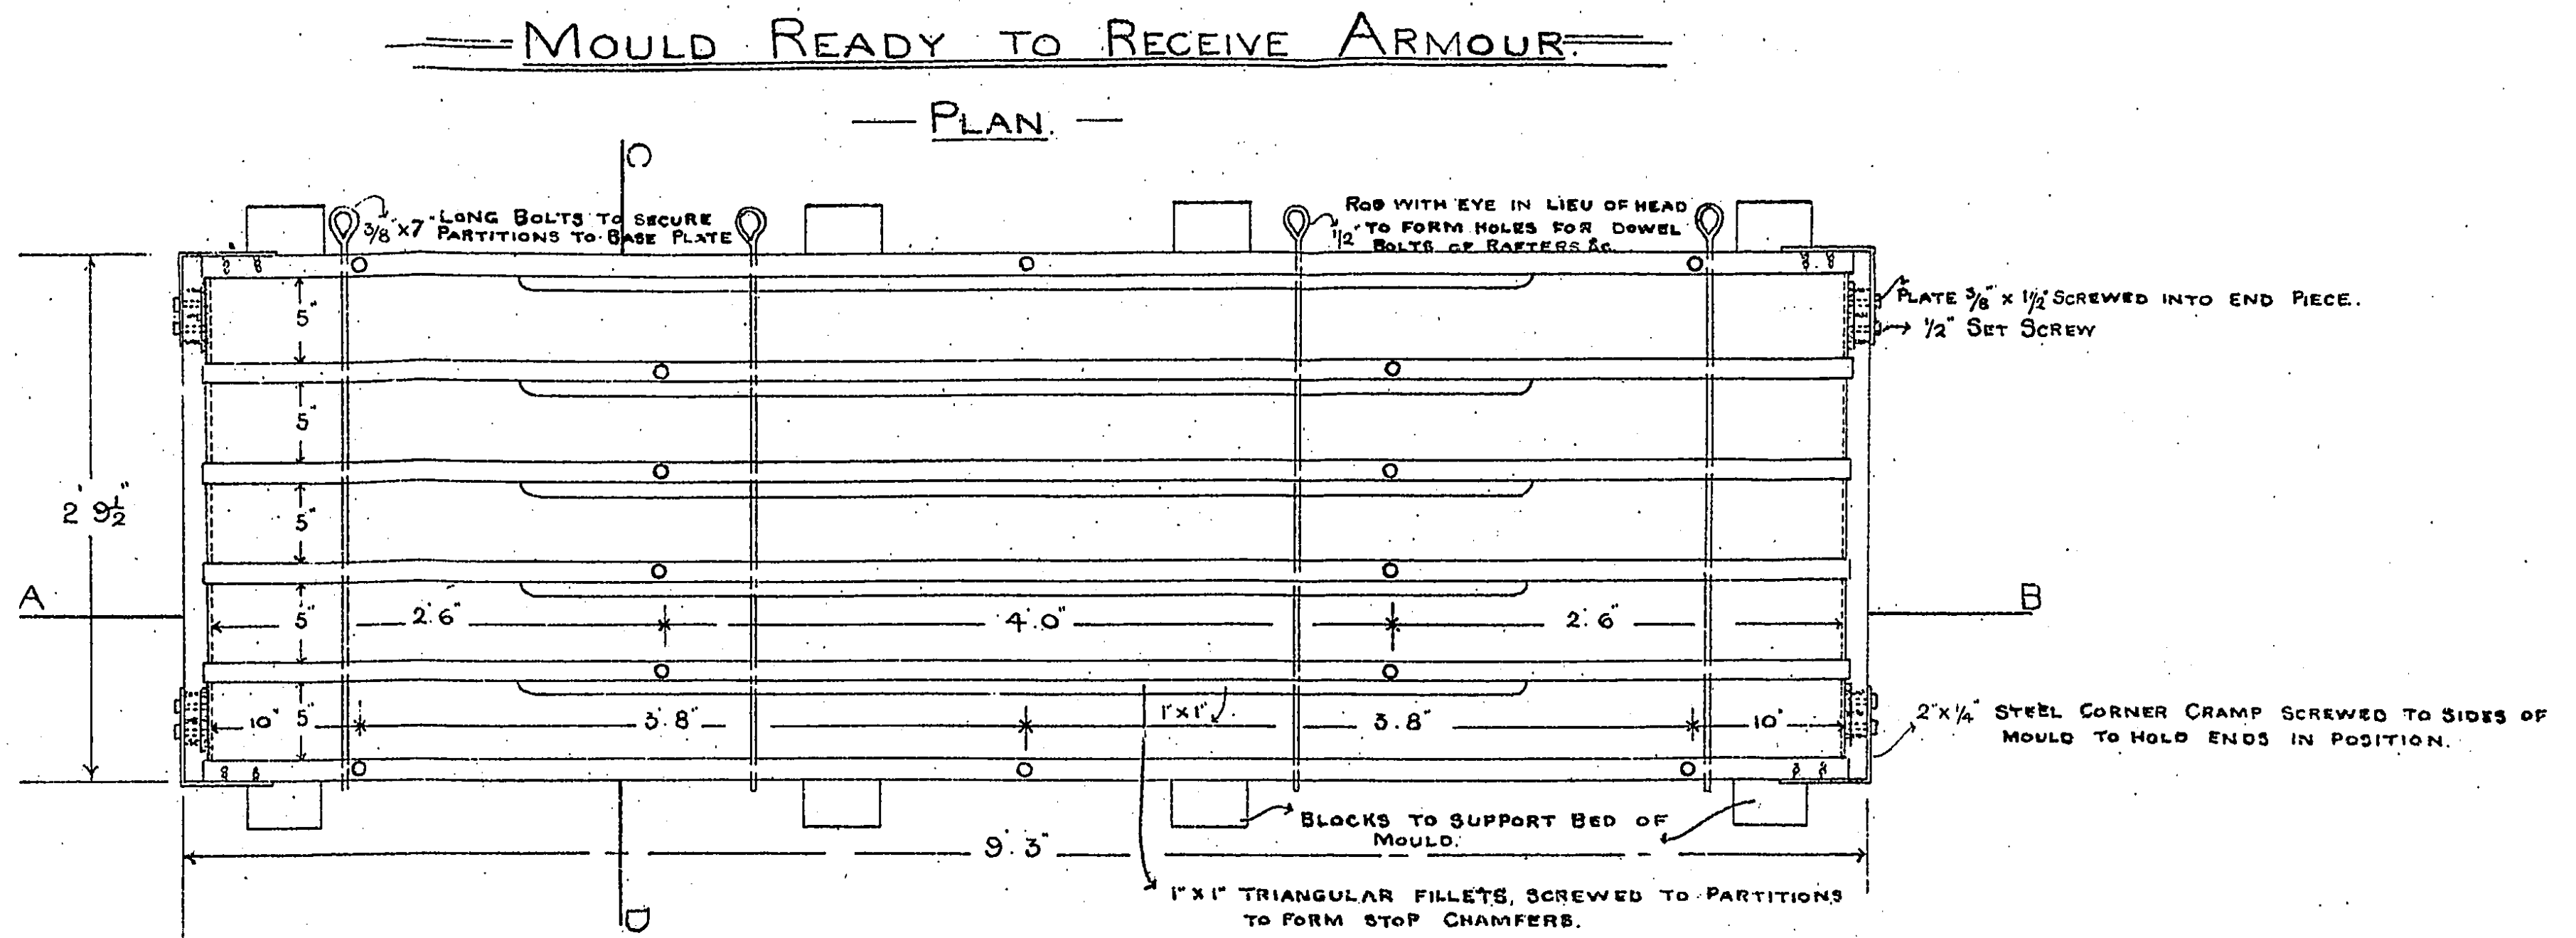 MOULD READY TO RECEIVE ARMOUR.
— PLAN. —
C
3/8" x 7" LONG BOLTS TO SECURE
PARTITIONS TO BASE PLATE
ROD WITH EYE IN LIEU OF HEAD
1/2" TO FORM HOLES FOR DOWEL
BOLTS OF RAFTERS &c.
PLATE 3/8" x 1 1/2" SCREWED INTO END PIECE.
1/2" SET SCREW
5"
5"
5"
2' 9 1/2"
A
5"
2' 6"
4' 0"
2' 6"
B
10"
5"
3' 8"
1" x 1"
3' 8"
10"
2" x 1/4" STEEL CORNER CRAMP SCREWED TO SIDES OF
MOULD TO HOLD ENDS IN POSITION.
BLOCKS TO SUPPORT BED OF
MOULD.
9' 3"
1" x 1" TRIANGULAR FILLETS, SCREWED TO PARTITIONS
TO FORM STOP CHAMFERS.
D